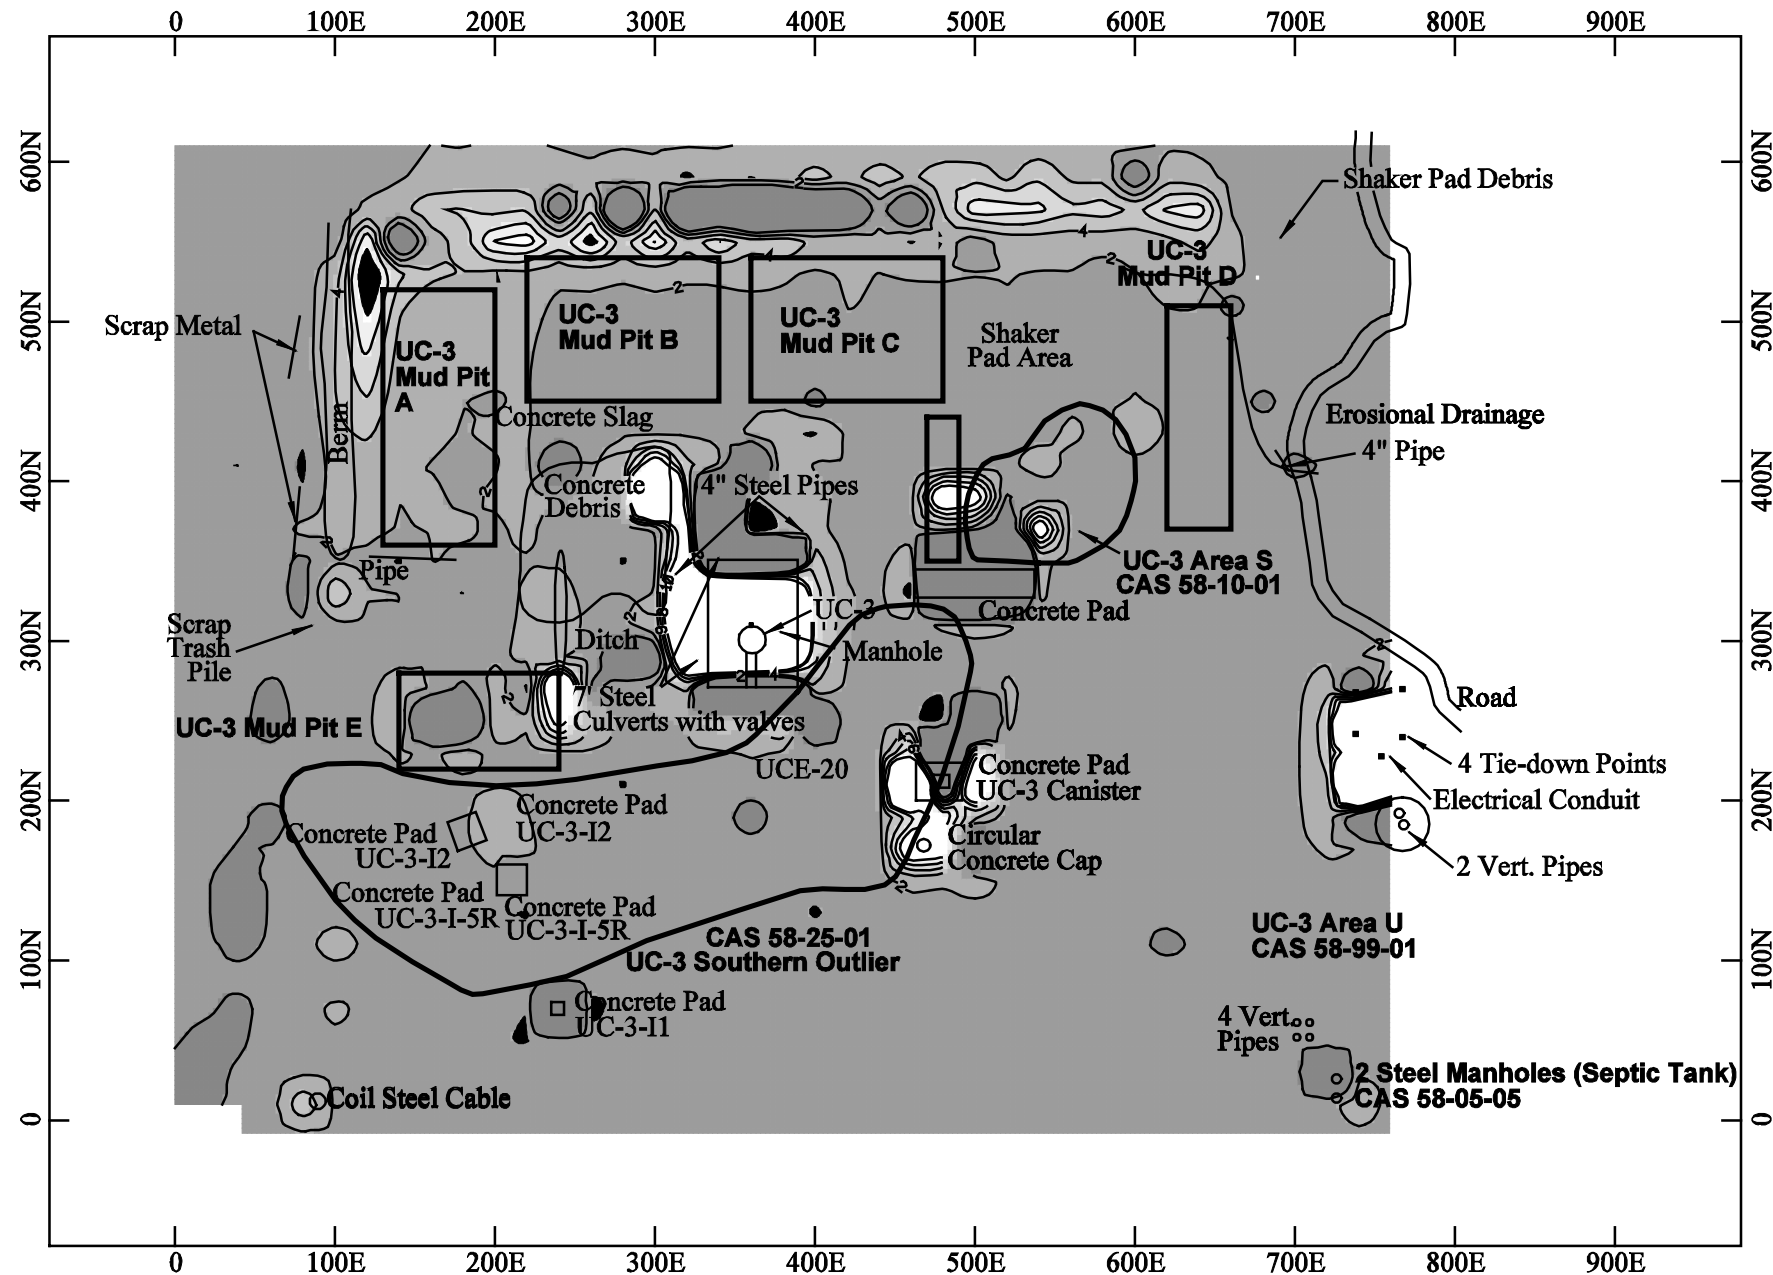 0 100E 200E 300E 400E 500E 600E 700E 800E 900E
600N
500N
400N
300N
200N
100N
0
600N
500N
400N
300N
200N
100N
0
Shaker Pad Debris
UC-3
Mud Pit D
UC-3
Mud Pit B
UC-3
Mud Pit C
Scrap Metal
UC-3
Mud Pit
A
Shaker
Pad Area
Berm
Concrete Slag
Erosional Drainage
4" Pipe
Concrete
Debris
4" Steel Pipes
Pipe
UC-3 Area S
CAS 58-10-01
Concrete Pad
UC-3
Manhole
Scrap
Trash
Pile
Ditch
7' Steel
Culverts with valves
UC-3 Mud Pit E
Road
UCE-20
Concrete Pad
UC-3 Canister
4 Tie-down Points
Electrical Conduit
Concrete Pad
UC-3-I2
Concrete Pad
UC-3-I2
Circular
Concrete Cap
2 Vert. Pipes
Concrete Pad
UC-3-I-5R
Concrete Pad
UC-3-I-5R
CAS 58-25-01
UC-3 Southern Outlier
UC-3 Area U
CAS 58-99-01
Concrete Pad
UC-3-I1
4 Vert.
Pipes
2 Steel Manholes (Septic Tank)
CAS 58-05-05
Coil Steel Cable
0 100E 200E 300E 400E 500E 600E 700E 800E 900E